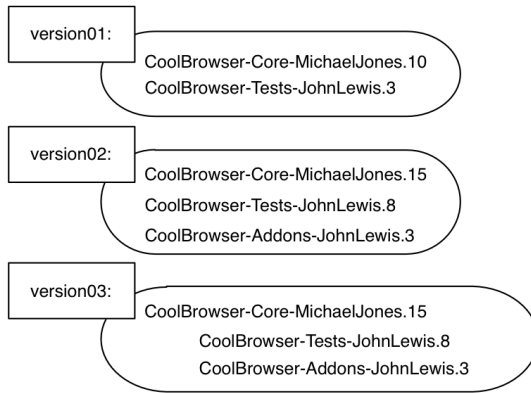 version01:
CoolBrowser-Core-MichaelJones.10
CoolBrowser-Tests-JohnLewis.3
version02:
CoolBrowser-Core-MichaelJones.15
CoolBrowser-Tests-JohnLewis.8
CoolBrowser-Addons-JohnLewis.3
version03:
CoolBrowser-Core-MichaelJones.15
CoolBrowser-Tests-JohnLewis.8
CoolBrowser-Addons-JohnLewis.3